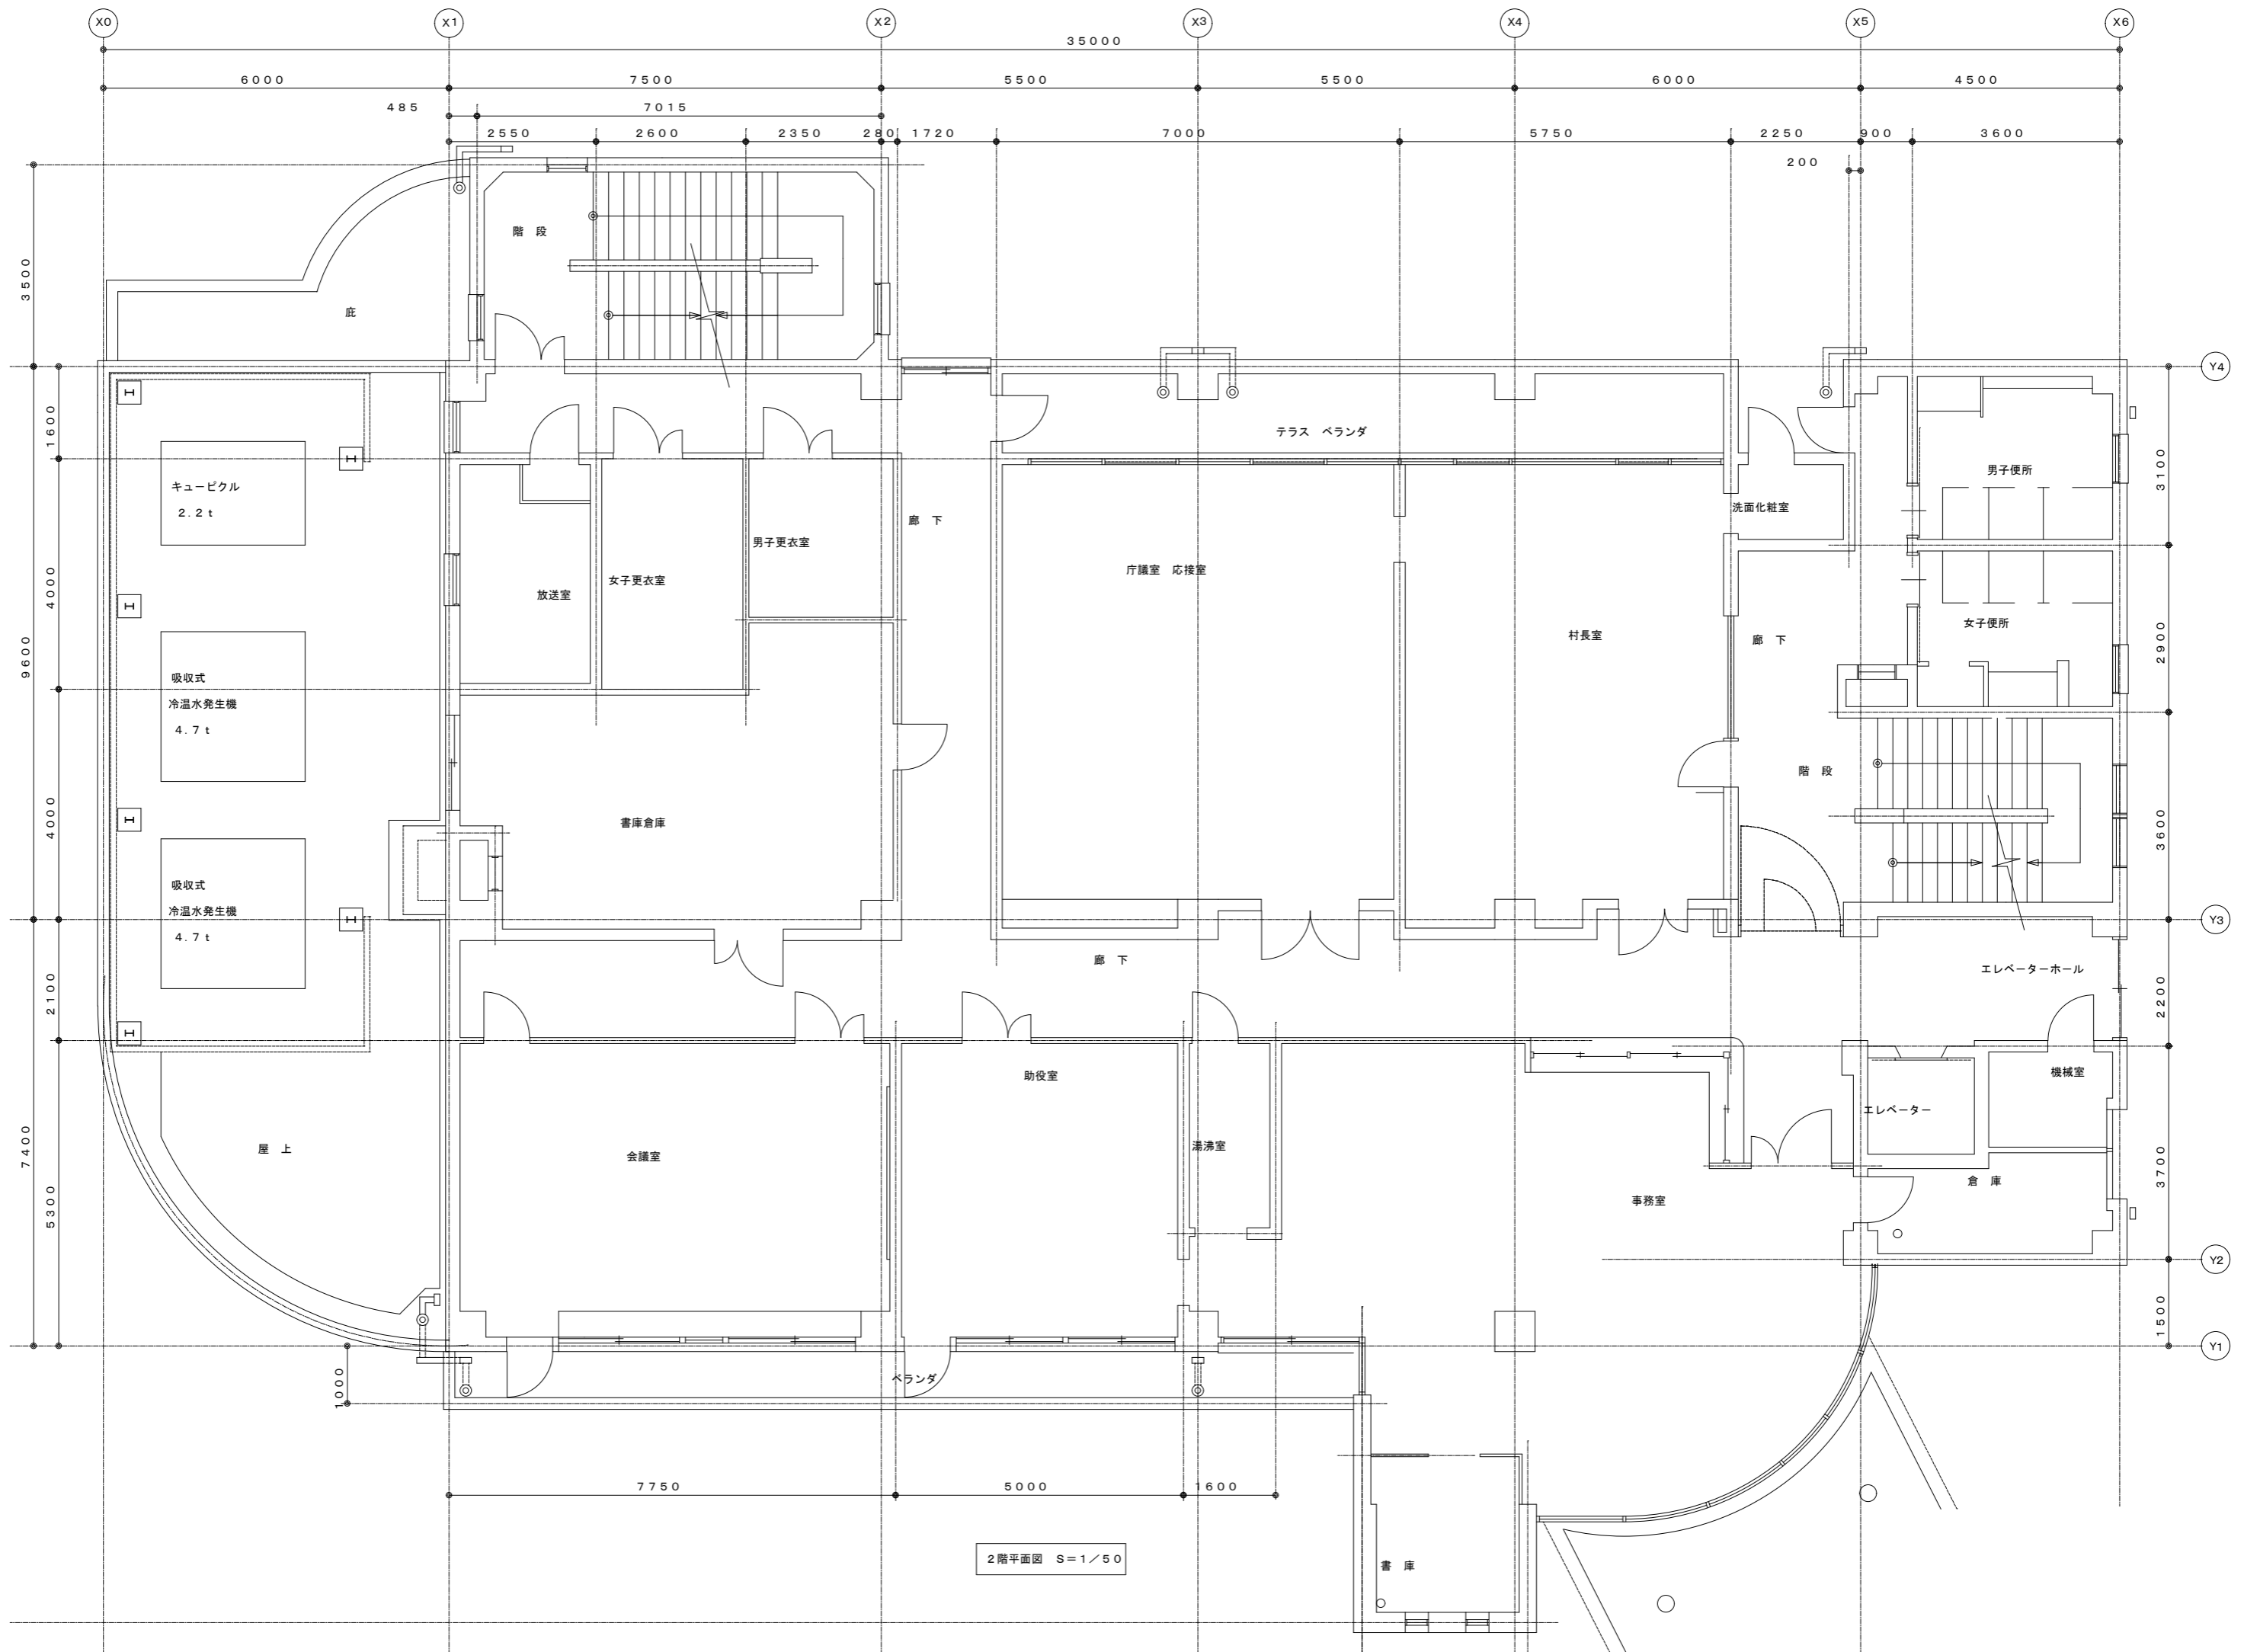 X0 X1 X2 X3 X4 X5 X6
35000
6000 7500 5500 5500 6000 4500
485 7015
2550 2600 2350 280 1720 7000 5750 2250 900 3600
200
階 段
3500
庇
Y4
1600
テラス ベランダ
3100
男子便所
キュービクル
2.2t
洗面化粧室
廊 下
男子更衣室
庁議室 応接室
女子更衣室
放送室
4000
女子便所
村長室
廊 下
2900
9600
吸収式
冷温水発生機
4.7t
階 段
書庫倉庫
4000
3600
吸収式
冷温水発生機
4.7t
Y3
廊 下
エレベーターホール
2100
2200
助役室
機械室
エレベーター
屋 上
会議室
湯沸室
7400
3700
倉 庫
事務室
5300
Y2
1500
Y1
ベランダ
1000
7750 5000 1600
2階平面図 S=1/50
書 庫